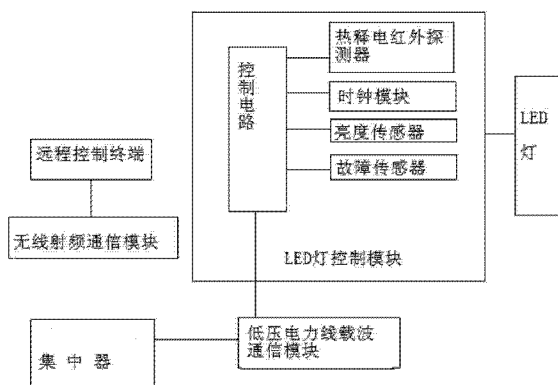 热释电红外探
测器
控
制
电
路
时钟模块
亮度传感器
故障传感器
LED
灯
远程控制终端
无线射频通信模块
LED灯控制模块
低压电力线载波
通信模块
集 中 器